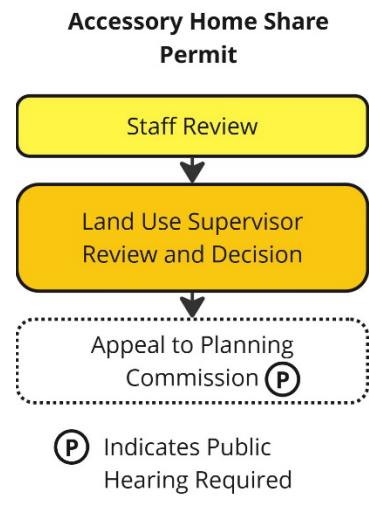 Accessory Home Share
Permit
Staff Review
Land Use Supervisor
Review and Decision
Appeal to Planning
Commission P
P Indicates Public
Hearing Required